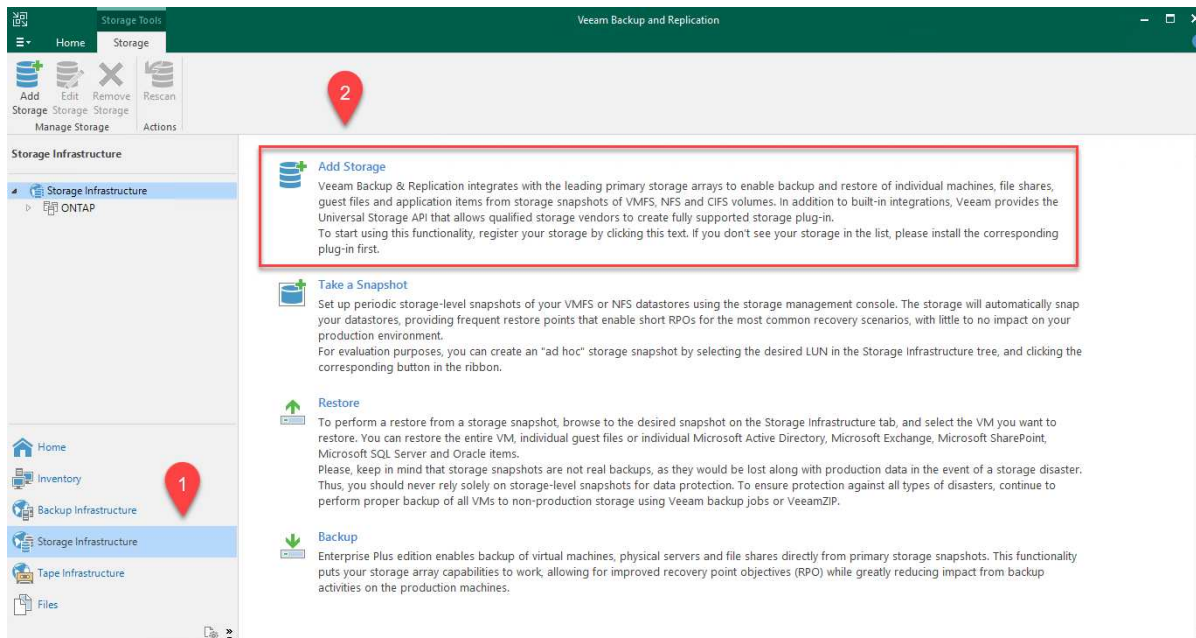 Storage Tools
Veeam Backup and Replication
Home
Storage
Add
Storage
Edit
Storage
Remove
Storage
Rescan
Manage Storage
Actions
2
Storage Infrastructure
Storage Infrastructure
ONTAP
Add Storage
Veeam Backup & Replication integrates with the leading primary storage arrays to enable backup and restore of individual machines, file shares,
guest files and application items from storage snapshots of VMFS, NFS and CIFS volumes. In addition to built-in integrations, Veeam provides the
Universal Storage API that allows qualified storage vendors to create fully supported storage plug-in.
To start using this functionality, register your storage by clicking this text. If you don't see your storage in the list, please install the corresponding
plug-in first.
Take a Snapshot
Set up periodic storage-level snapshots of your VMFS or NFS datastores using the storage management console. The storage will automatically snap
your datastores, providing frequent restore points that enable short RPOs for the most common recovery scenarios, with little to no impact on your
production environment.
For evaluation purposes, you can create an "ad hoc" storage snapshot by selecting the desired LUN in the Storage Infrastructure tree, and clicking the
corresponding button in the ribbon.
Restore
To perform a restore from a storage snapshot, browse to the desired snapshot on the Storage Infrastructure tab, and select the VM you want to
restore. You can restore the entire VM, individual guest files or individual Microsoft Active Directory, Microsoft Exchange, Microsoft SharePoint,
Microsoft SQL Server and Oracle items.
Please, keep in mind that storage snapshots are not real backups, as they would be lost along with production data in the event of a storage disaster.
Thus, you should never rely solely on storage-level snapshots for data protection. To ensure protection against all types of disasters, continue to
perform proper backup of all VMs to non-production storage using Veeam backup jobs or VeeamZIP.
Backup
Enterprise Plus edition enables backup of virtual machines, physical servers and file shares directly from primary storage snapshots. This functionality
puts your storage array capabilities to work, allowing for improved recovery point objectives (RPO) while greatly reducing impact from backup
activities on the production machines.
Home
Inventory
1
Backup Infrastructure
Storage Infrastructure
Tape Infrastructure
Files